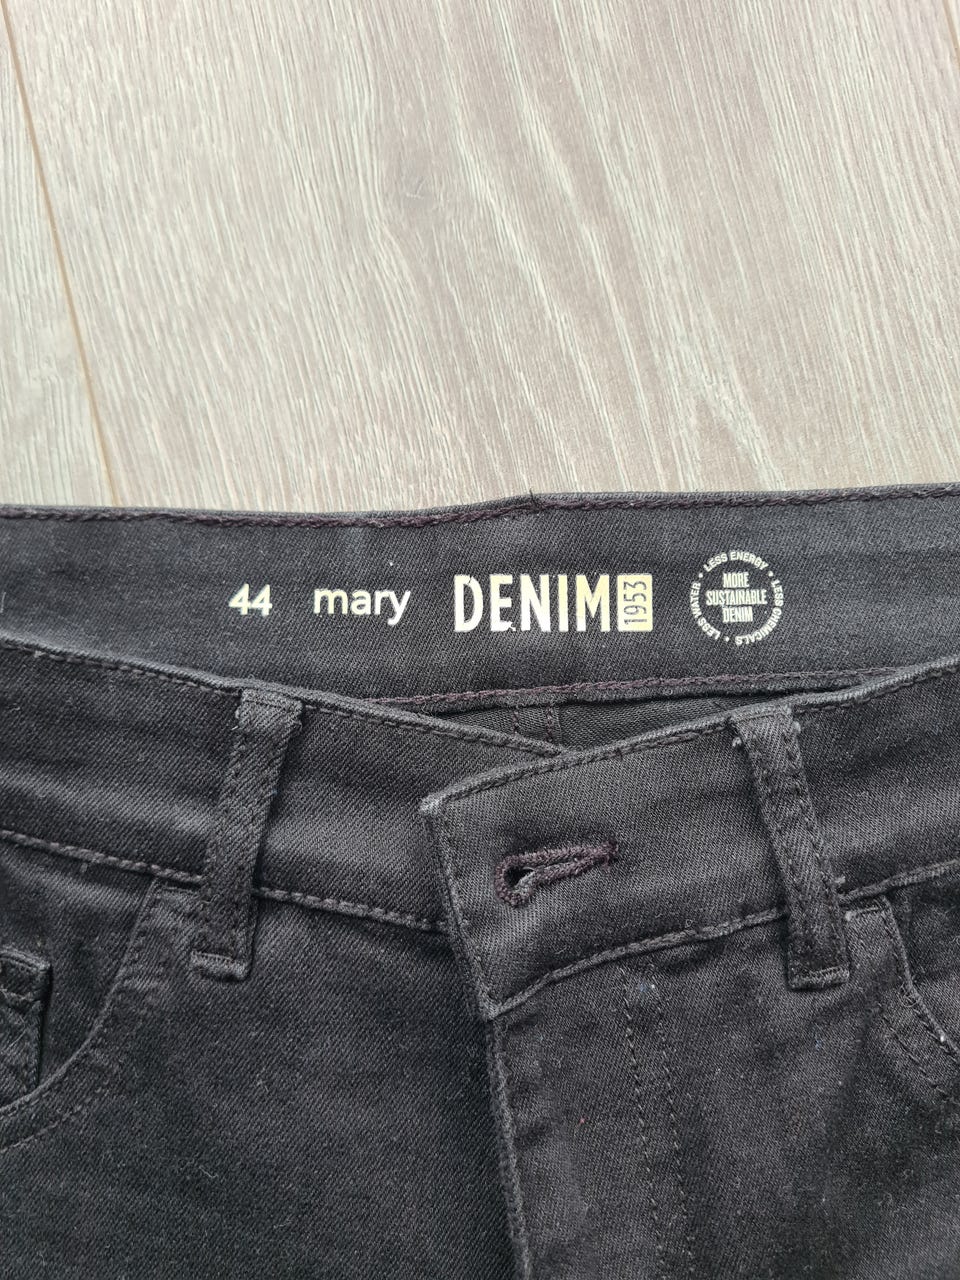 44 mary DENIM 1953
LESS ENERGY • LESS CHEMICALS • LESS WATER •
MORE
SUSTAINABLE
DENIM